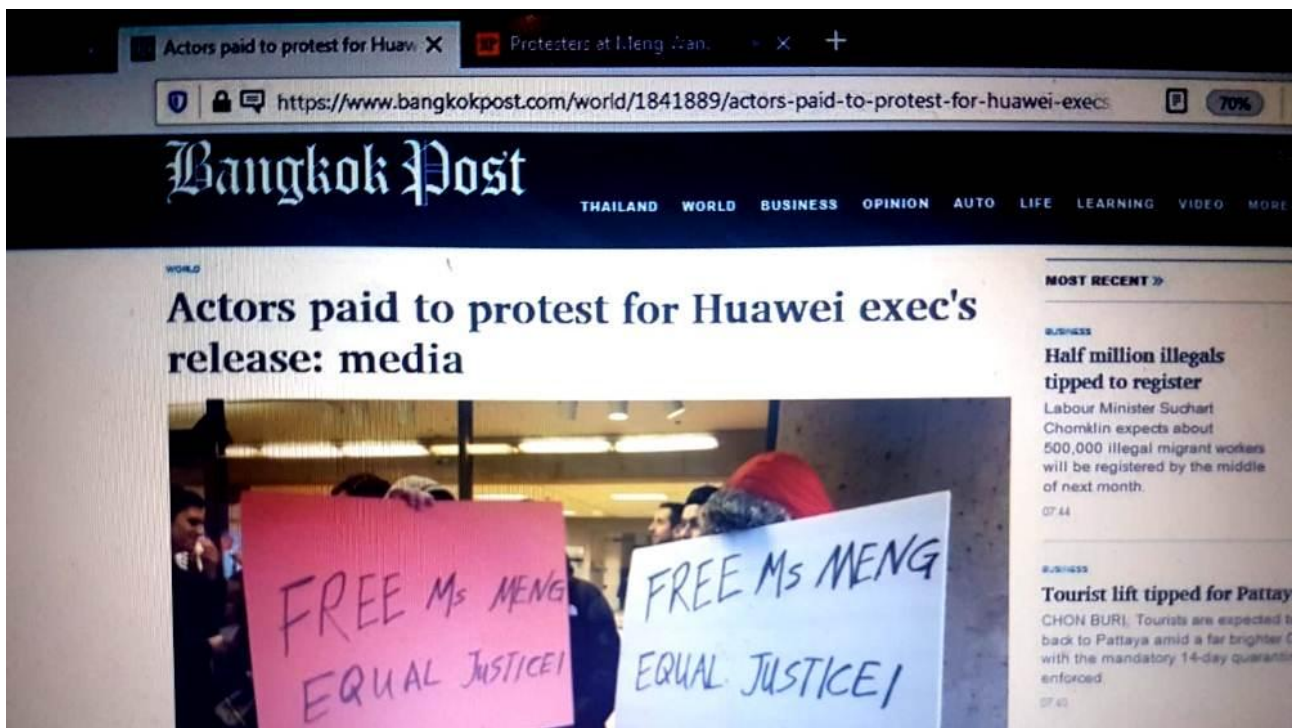 Actors paid to protest for Huaw
Protesters at Meng Wan
https://www.bangkokpost.com/world/1841889/actors-paid-to-protest-for-huawei-execs
70%
Bangkok Post
THAILAND WORLD BUSINESS OPINION AUTO LIFE LEARNING VIDEO MORE
WORLD
Actors paid to protest for Huawei exec's
release: media
FREE Ms MENG
EQUAL JUSTICE!
FREE Ms MENG
EQUAL JUSTICE!
MOST RECENT »
BUSINESS
Half million illegals
tipped to register
Labour Minister Suchart
Chomklin expects about
500,000 illegal migrant workers
will be registered by the middle
of next month.
07:44
BUSINESS
Tourist lift tipped for Pattay
CHON BURI: Tourists are expected t
back to Pattaya amid a far brighter
with the mandatory 14-day quaranti
enforced.
07:40